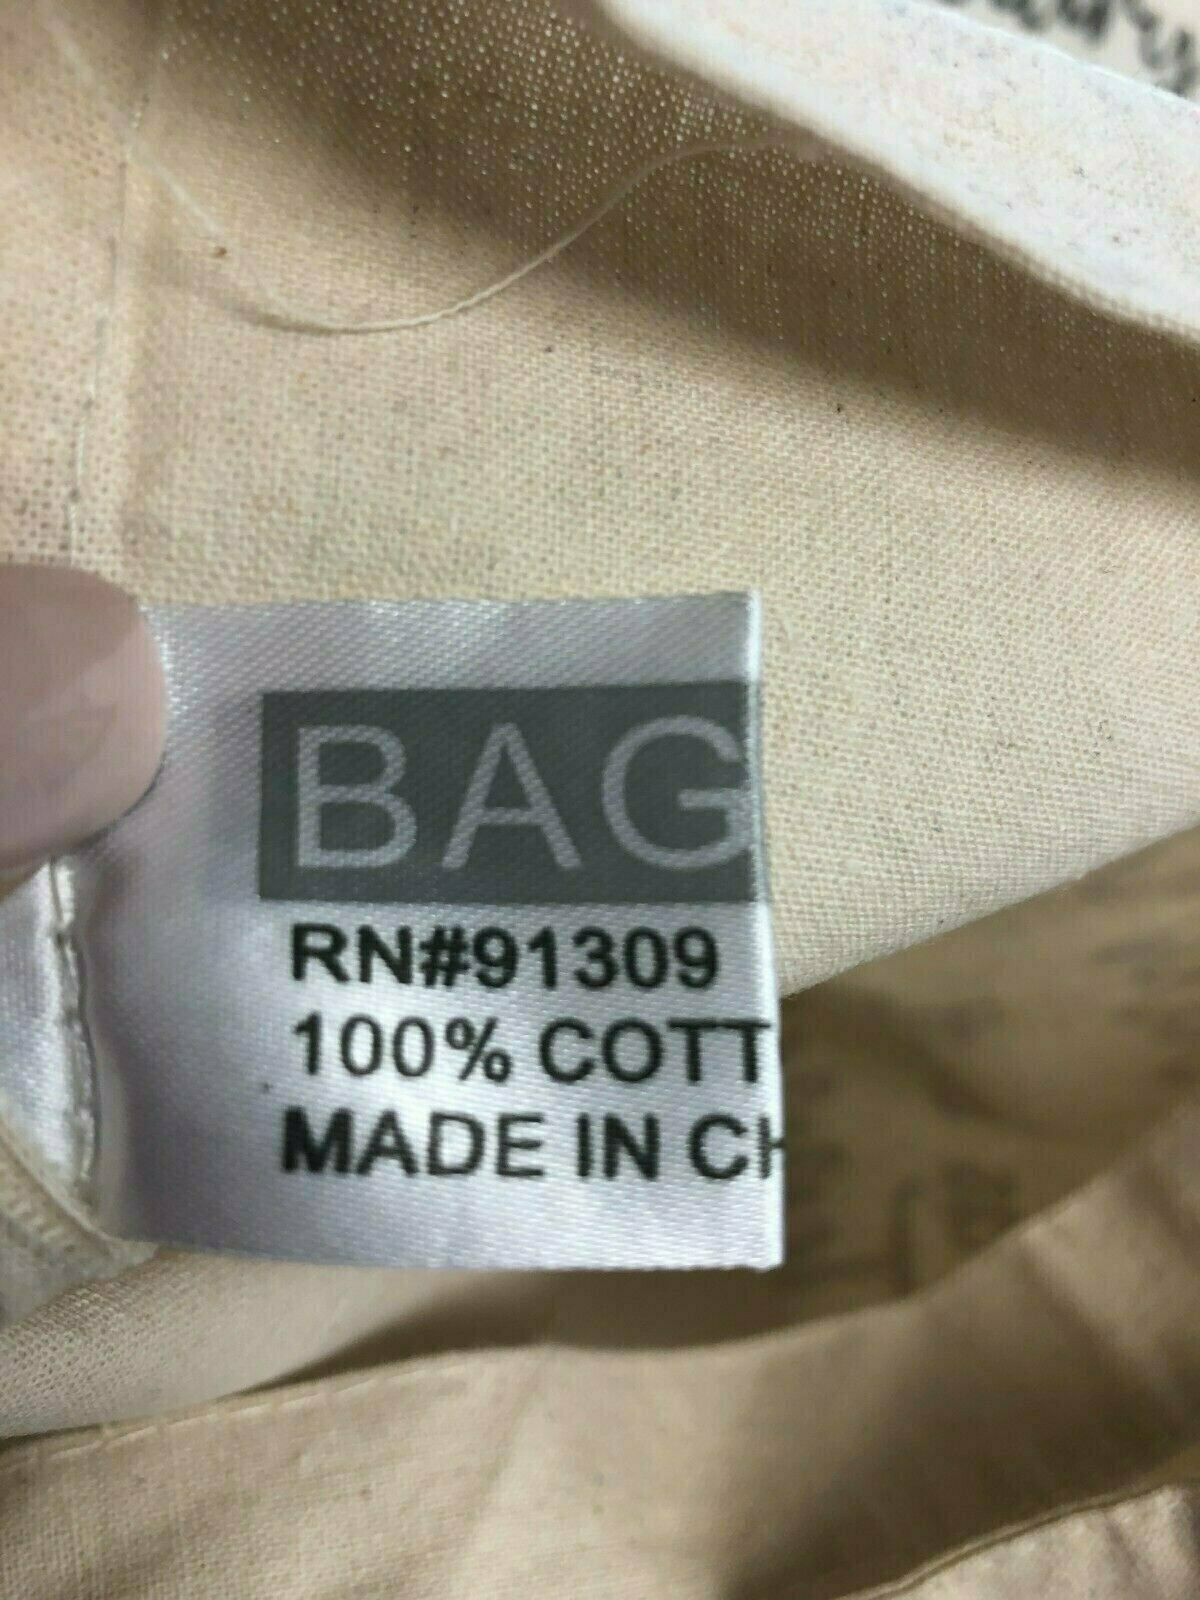 BAG
RN#91309
100% COTT
MADE IN CH